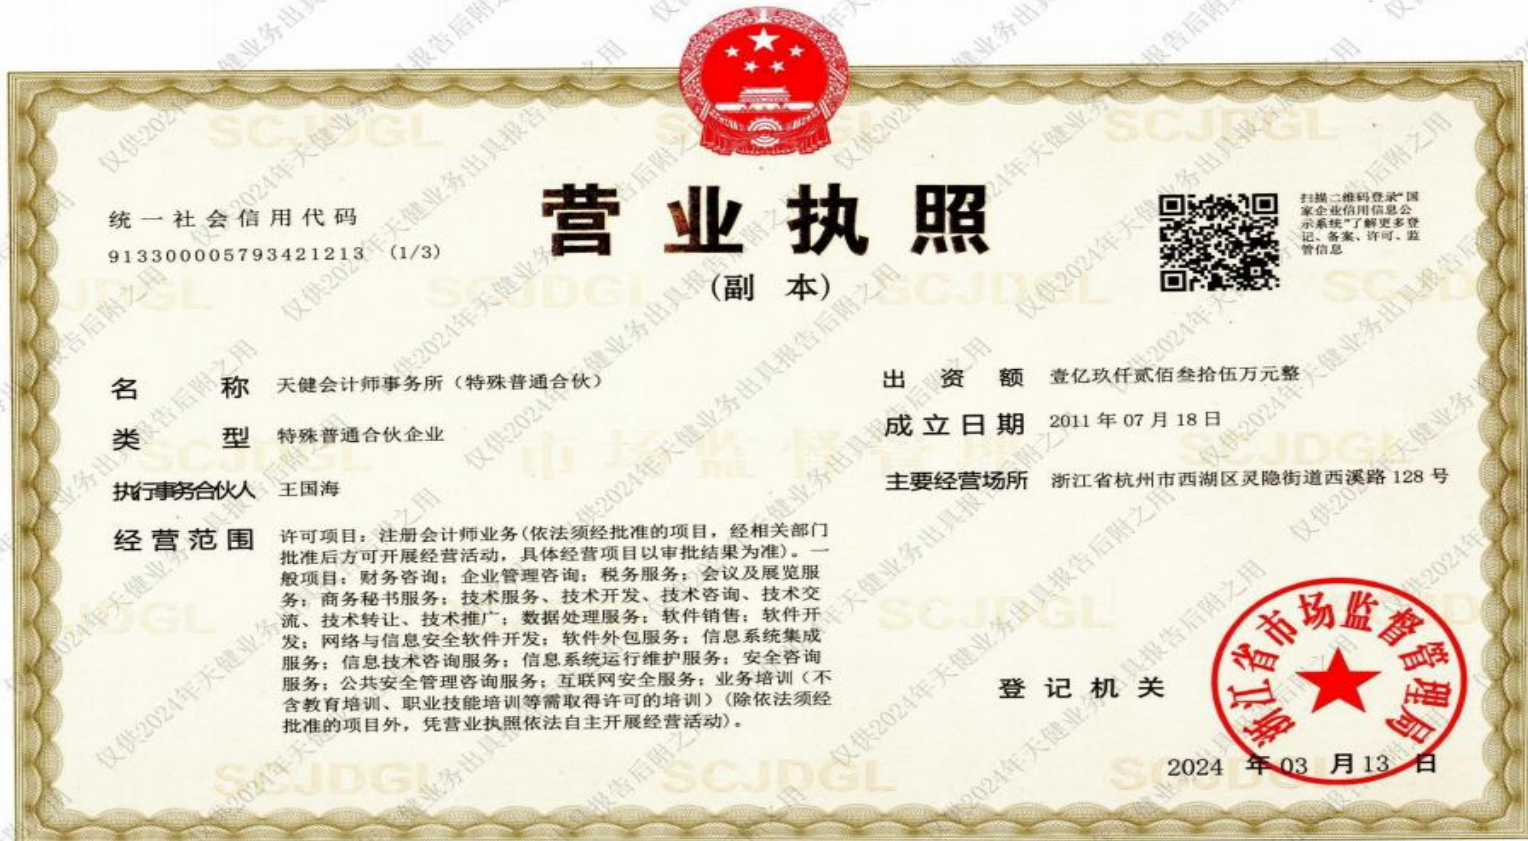 统一社会信用代码
913300005793421213 (1/3)
营业执照
(副 本)
扫描二维码登录“国
家企业信用信息公
示系统”了解更多登
记、备案、许可、监
管信息
名 称 天健会计师事务所（特殊普通合伙）
类 型 特殊普通合伙企业
执行事务合伙人 王国海
经营范围 许可项目：注册会计师业务(依法须经批准的项目，经相关部门
批准后方可开展经营活动，具体经营项目以审批结果为准)。一
般项目：财务咨询；企业管理咨询；税务服务；会议及展览服
务；商务秘书服务；技术服务、技术开发、技术咨询、技术交
流、技术转让、技术推广；数据处理服务；软件销售；软件开
发；网络与信息安全软件开发；软件外包服务；信息系统集成
服务；信息技术咨询服务；信息系统运行维护服务；安全咨询
服务；公共安全管理咨询服务；互联网安全服务；业务培训（不
含教育培训、职业技能培训等需取得许可的培训）(除依法须经
批准的项目外，凭营业执照依法自主开展经营活动)。
出 资 额 壹亿玖仟贰佰叁拾伍万元整
成立日期 2011 年 07 月 18 日
主要经营场所 浙江省杭州市西湖区灵隐街道西溪路 128 号
登记机关
浙江省市场监督管理局
2024 年 03 月 13 日
仅供2024年天健业务出具报告后附之用
SCJDGL
市场监督管理